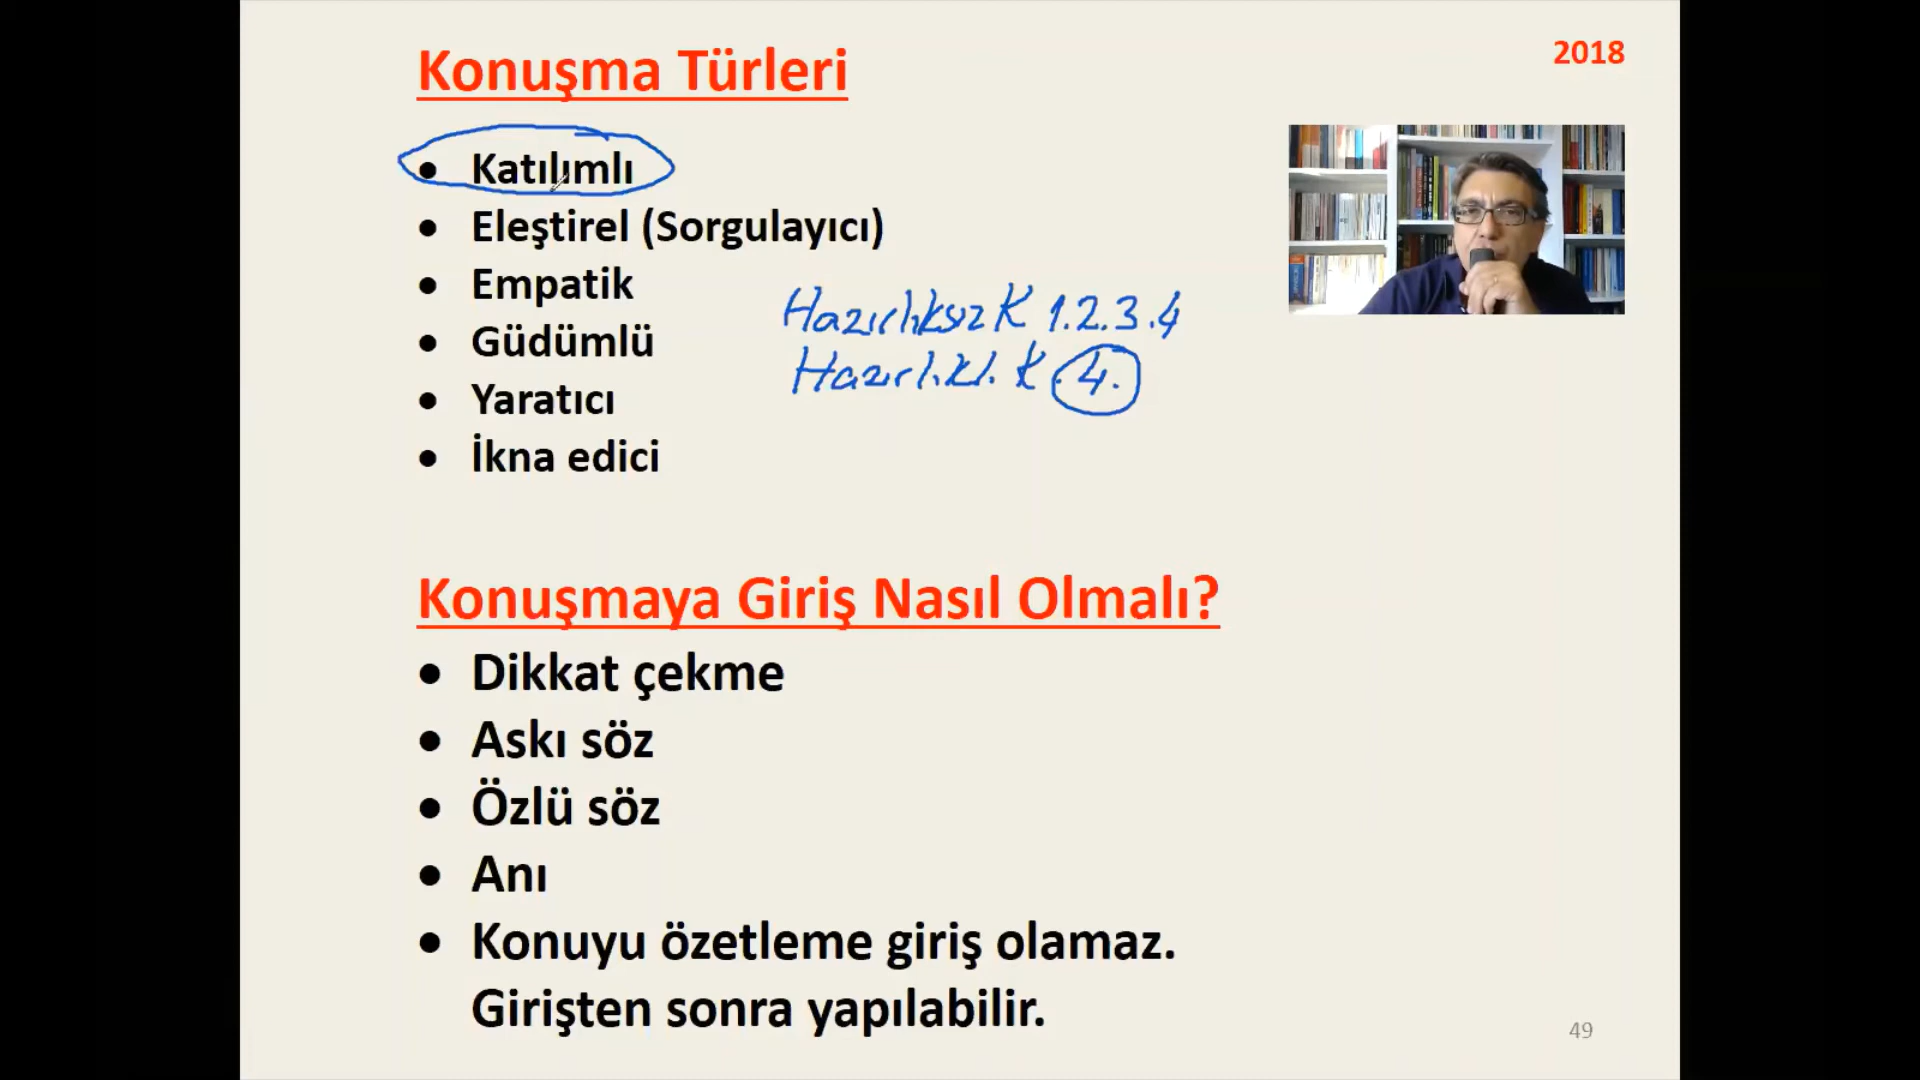 Konuşma Türleri
2018
• Katılımlı
• Eleştirel (Sorgulayıcı)
• Empatik
• Güdümlü
• Yaratıcı
• İkna edici
Hazırlıksız K 1.2.3.4
Hazırlıklı K .4.
Konuşmaya Giriş Nasıl Olmalı?
• Dikkat çekme
• Askı söz
• Özlü söz
• Anı
• Konuyu özetleme giriş olamaz.
Girişten sonra yapılabilir.
49